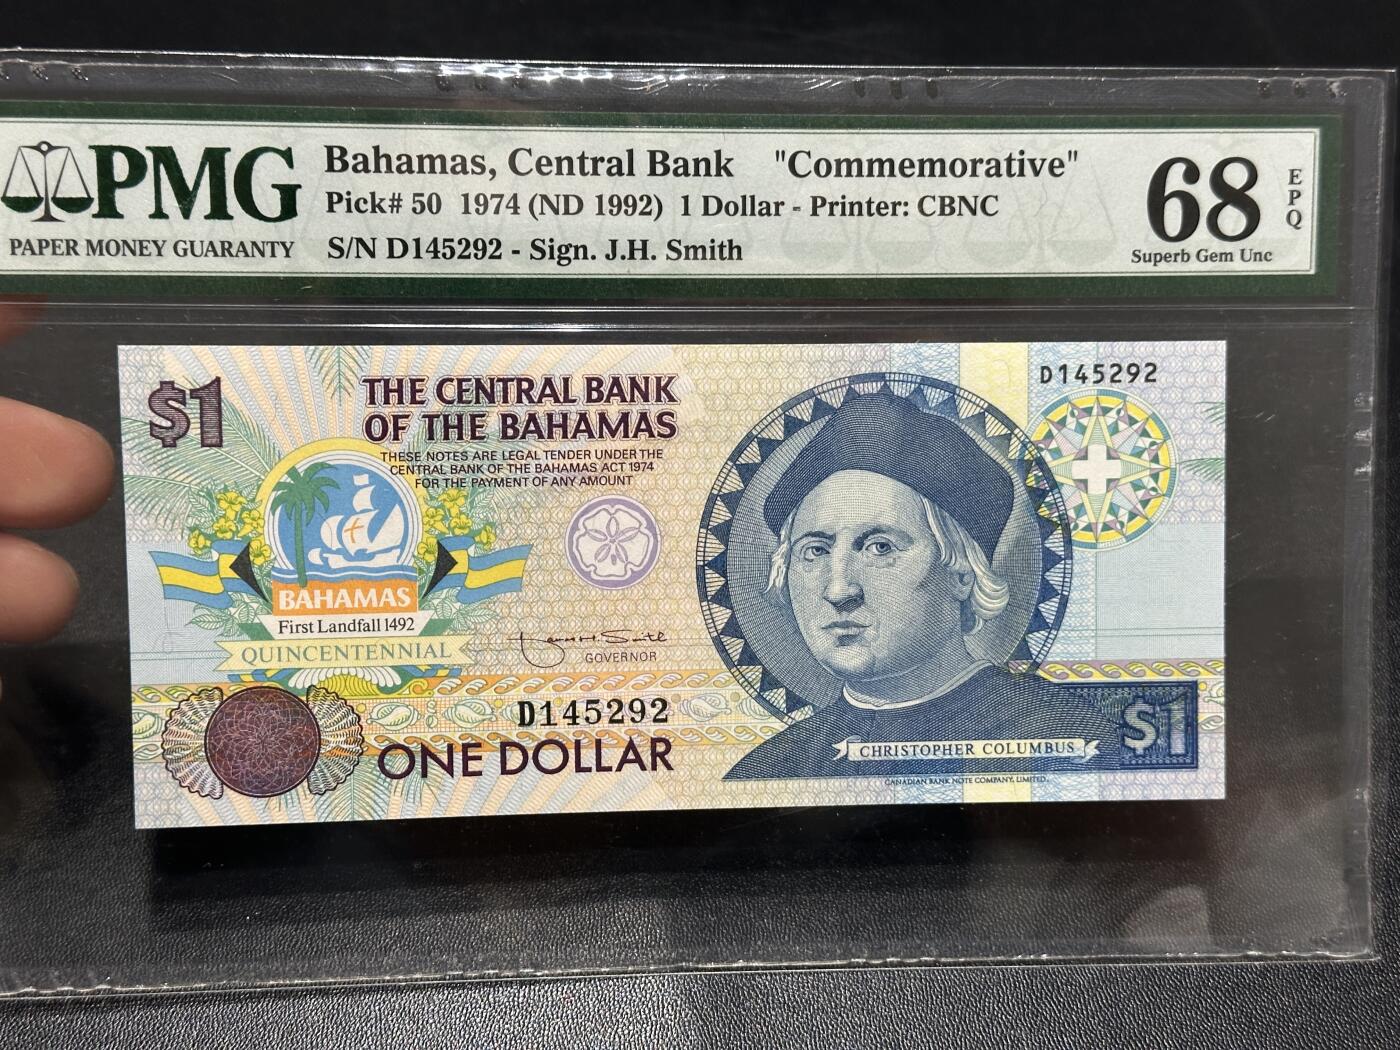 PMG
PAPER MONEY GUARANTY
Bahamas, Central Bank "Commemorative"
Pick# 50 1974 (ND 1992) 1 Dollar - Printer: CBNC
S/N D145292 - Sign. J.H. Smith
68
EPQ
Superb Gem Unc
$1
THE CENTRAL BANK
OF THE BAHAMAS
THESE NOTES ARE LEGAL TENDER UNDER THE
CENTRAL BANK OF THE BAHAMAS ACT 1974
FOR THE PAYMENT OF ANY AMOUNT
D145292
BAHAMAS
First Landfall 1492
QUINCENTENNIAL
James H. Smith
GOVERNOR
D145292
ONE DOLLAR
CHRISTOPHER COLUMBUS
$1
CANADIAN BANK NOTE COMPANY, LIMITED.